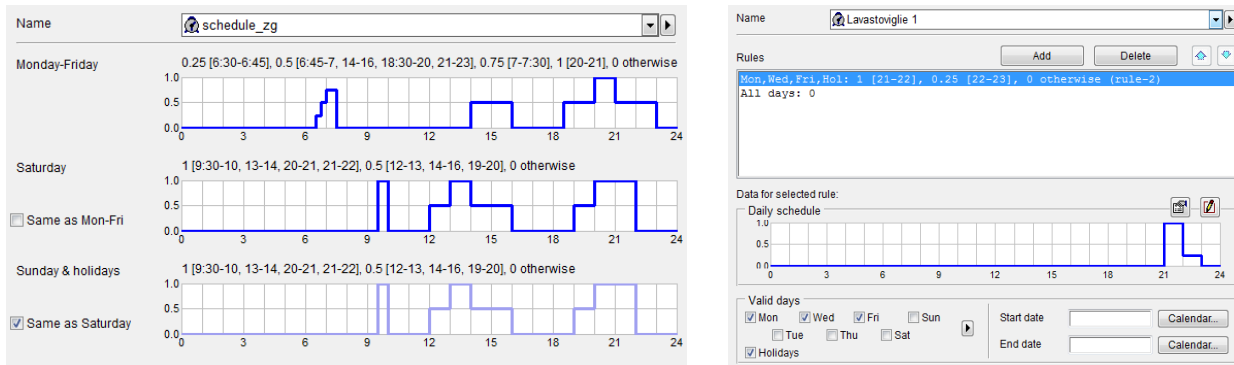 Name
schedule_zg
Monday-Friday
0.25 [6:30-6:45], 0.5 [6:45-7, 14-16, 18:30-20, 21-23], 0.75 [7-7:30], 1 [20-21], 0 otherwise
1.0
0.5
0.0
0 3 6 9 12 15 18 21 24
Saturday
1 [9:30-10, 13-14, 20-21, 21-22], 0.5 [12-13, 14-16, 19-20], 0 otherwise
1.0
Same as Mon-Fri
0.5
0.0
0 3 6 9 12 15 18 21 24
Sunday & holidays
1 [9:30-10, 13-14, 20-21, 21-22], 0.5 [12-13, 14-16, 19-20], 0 otherwise
1.0
Same as Saturday
0.5
0.0
0 3 6 9 12 15 18 21 24
Name
Lavastoviglie 1
Rules
Add
Delete
Mon,Wed,Fri,Hol: 1 [21-22], 0.25 [22-23], 0 otherwise (rule-2)
All days: 0
Data for selected rule:
Daily schedule
1.0
0.5
0.0
0 3 6 9 12 15 18 21 24
Valid days
Mon Wed Fri Sun
Tue Thu Sat
Holidays
Start date
Calendar...
End date
Calendar...